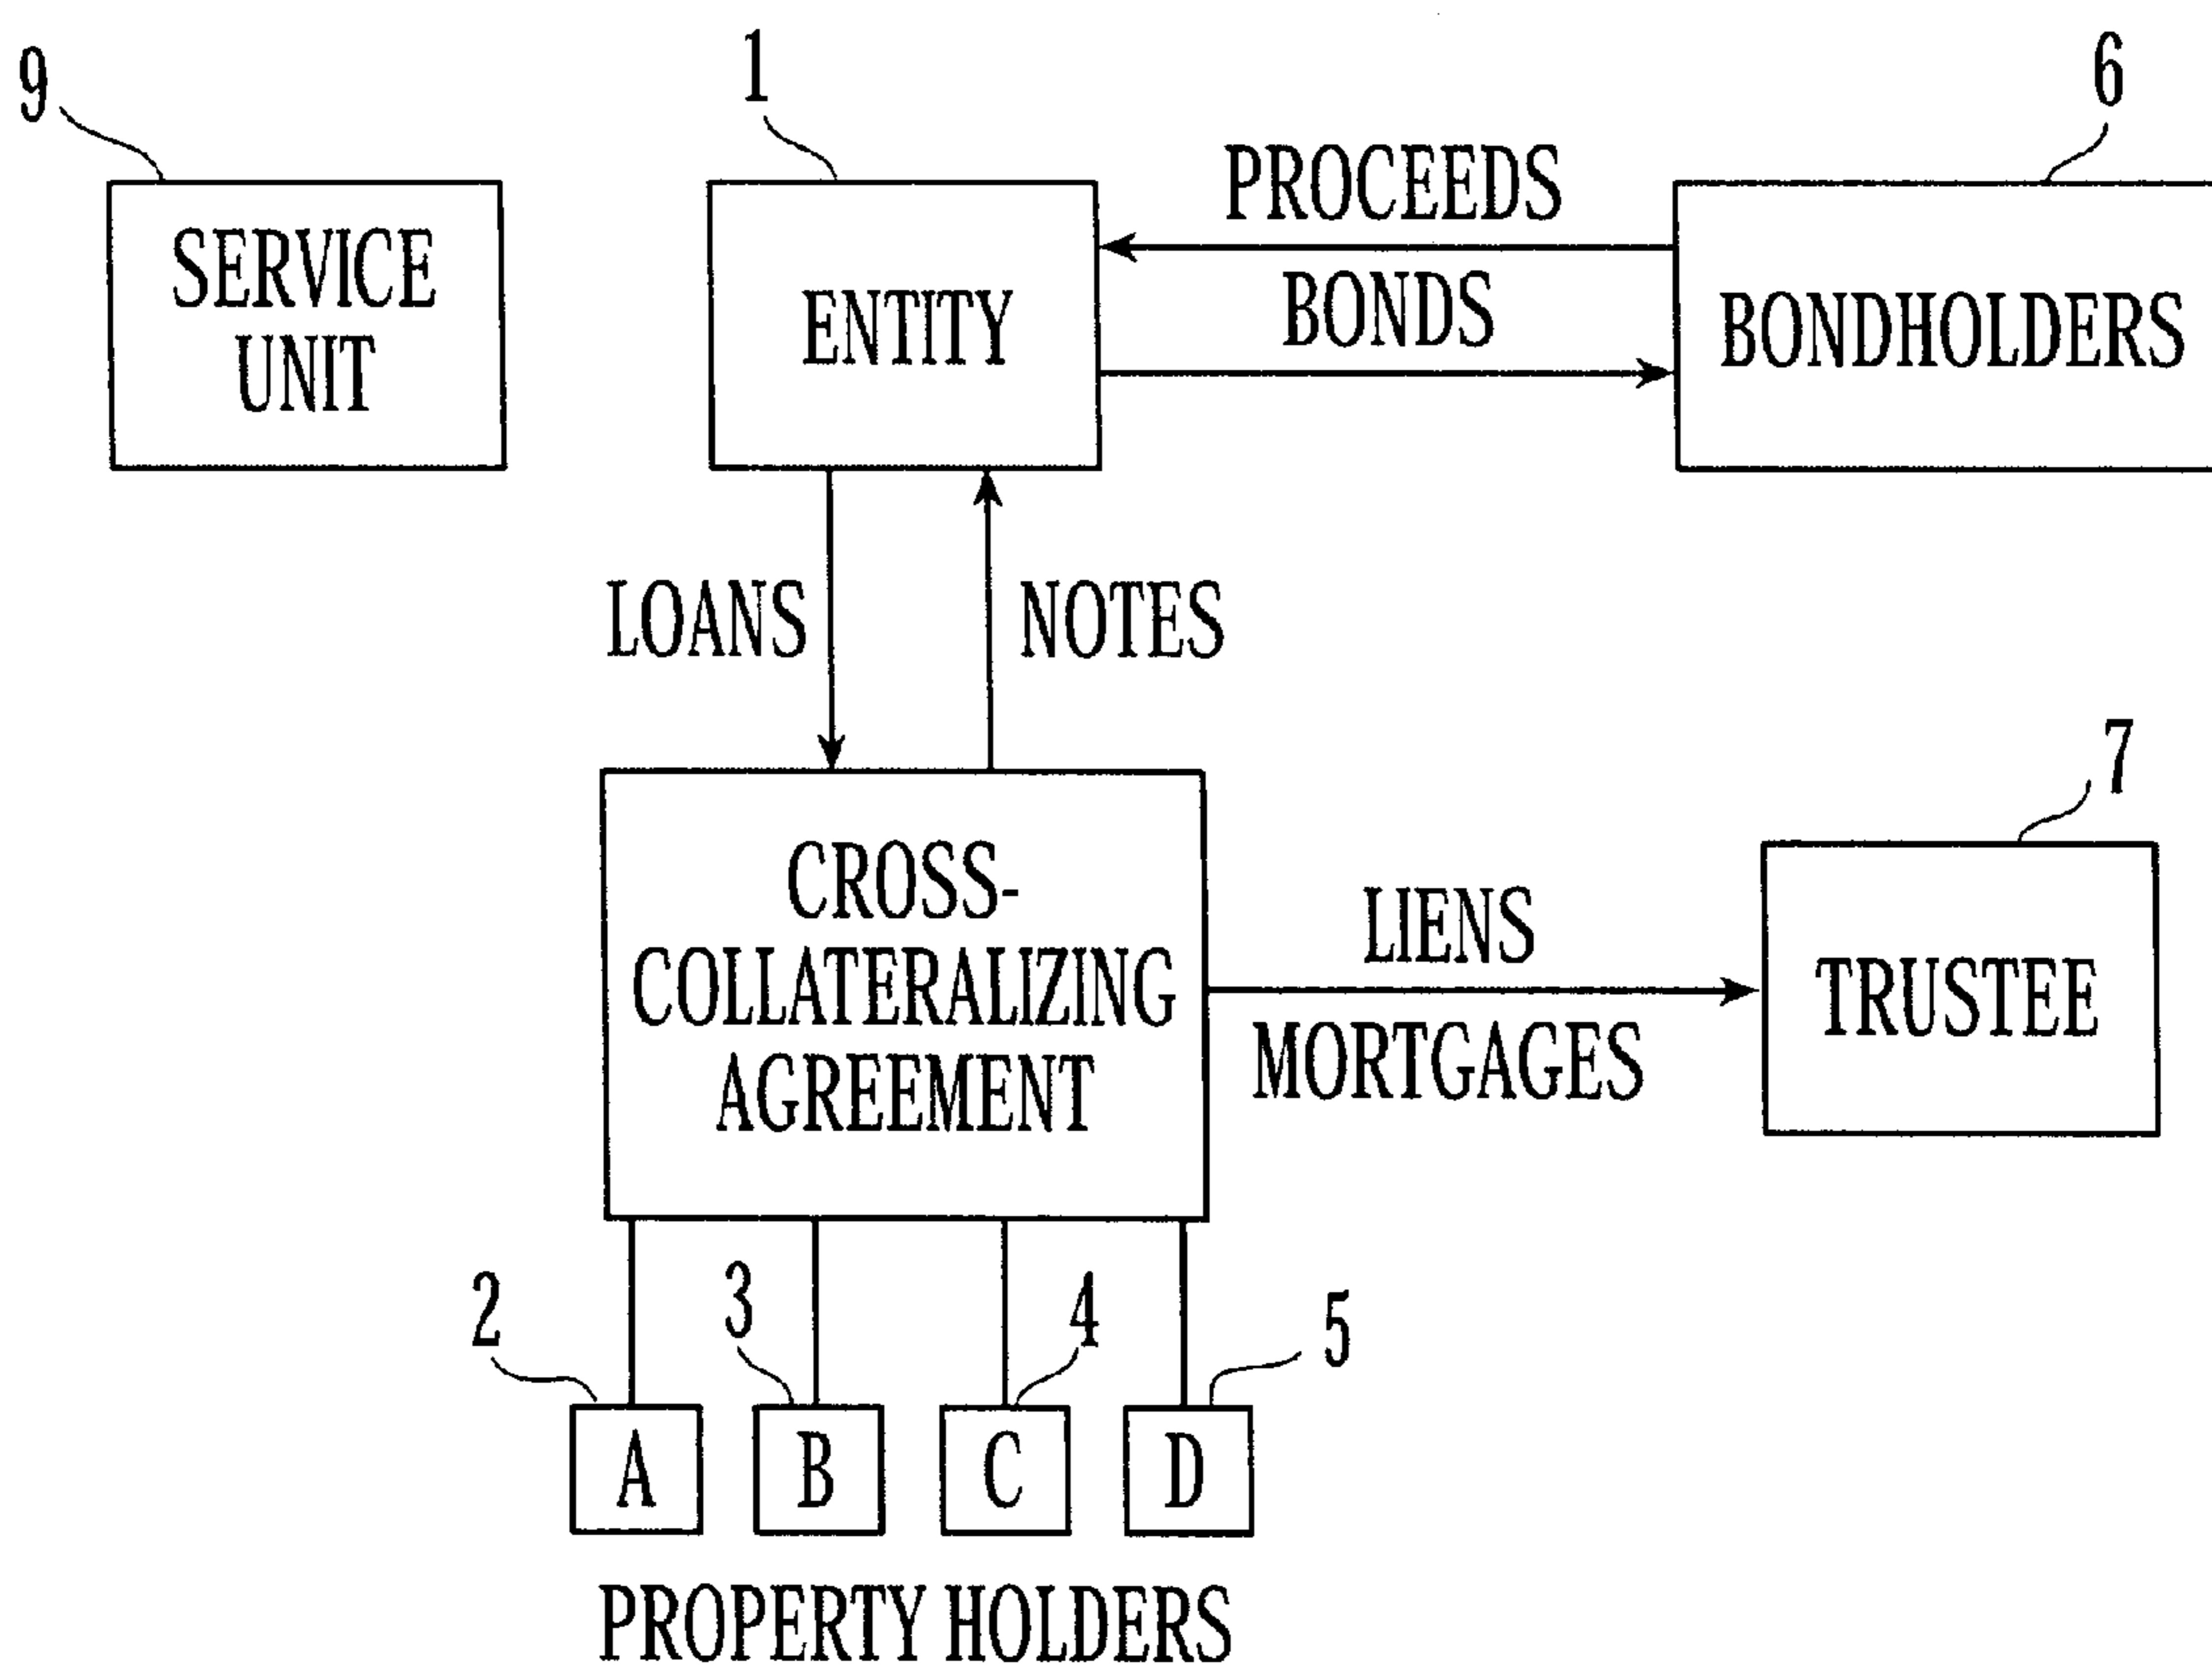 9
1
6
SERVICE
UNIT
ENTITY
PROCEEDS
BONDS
BONDHOLDERS
LOANS
NOTES
7
CROSS-
COLLATERALIZING
AGREEMENT
LIENS
MORTGAGES
TRUSTEE
2
3
4
5
A
B
C
D
PROPERTY HOLDERS